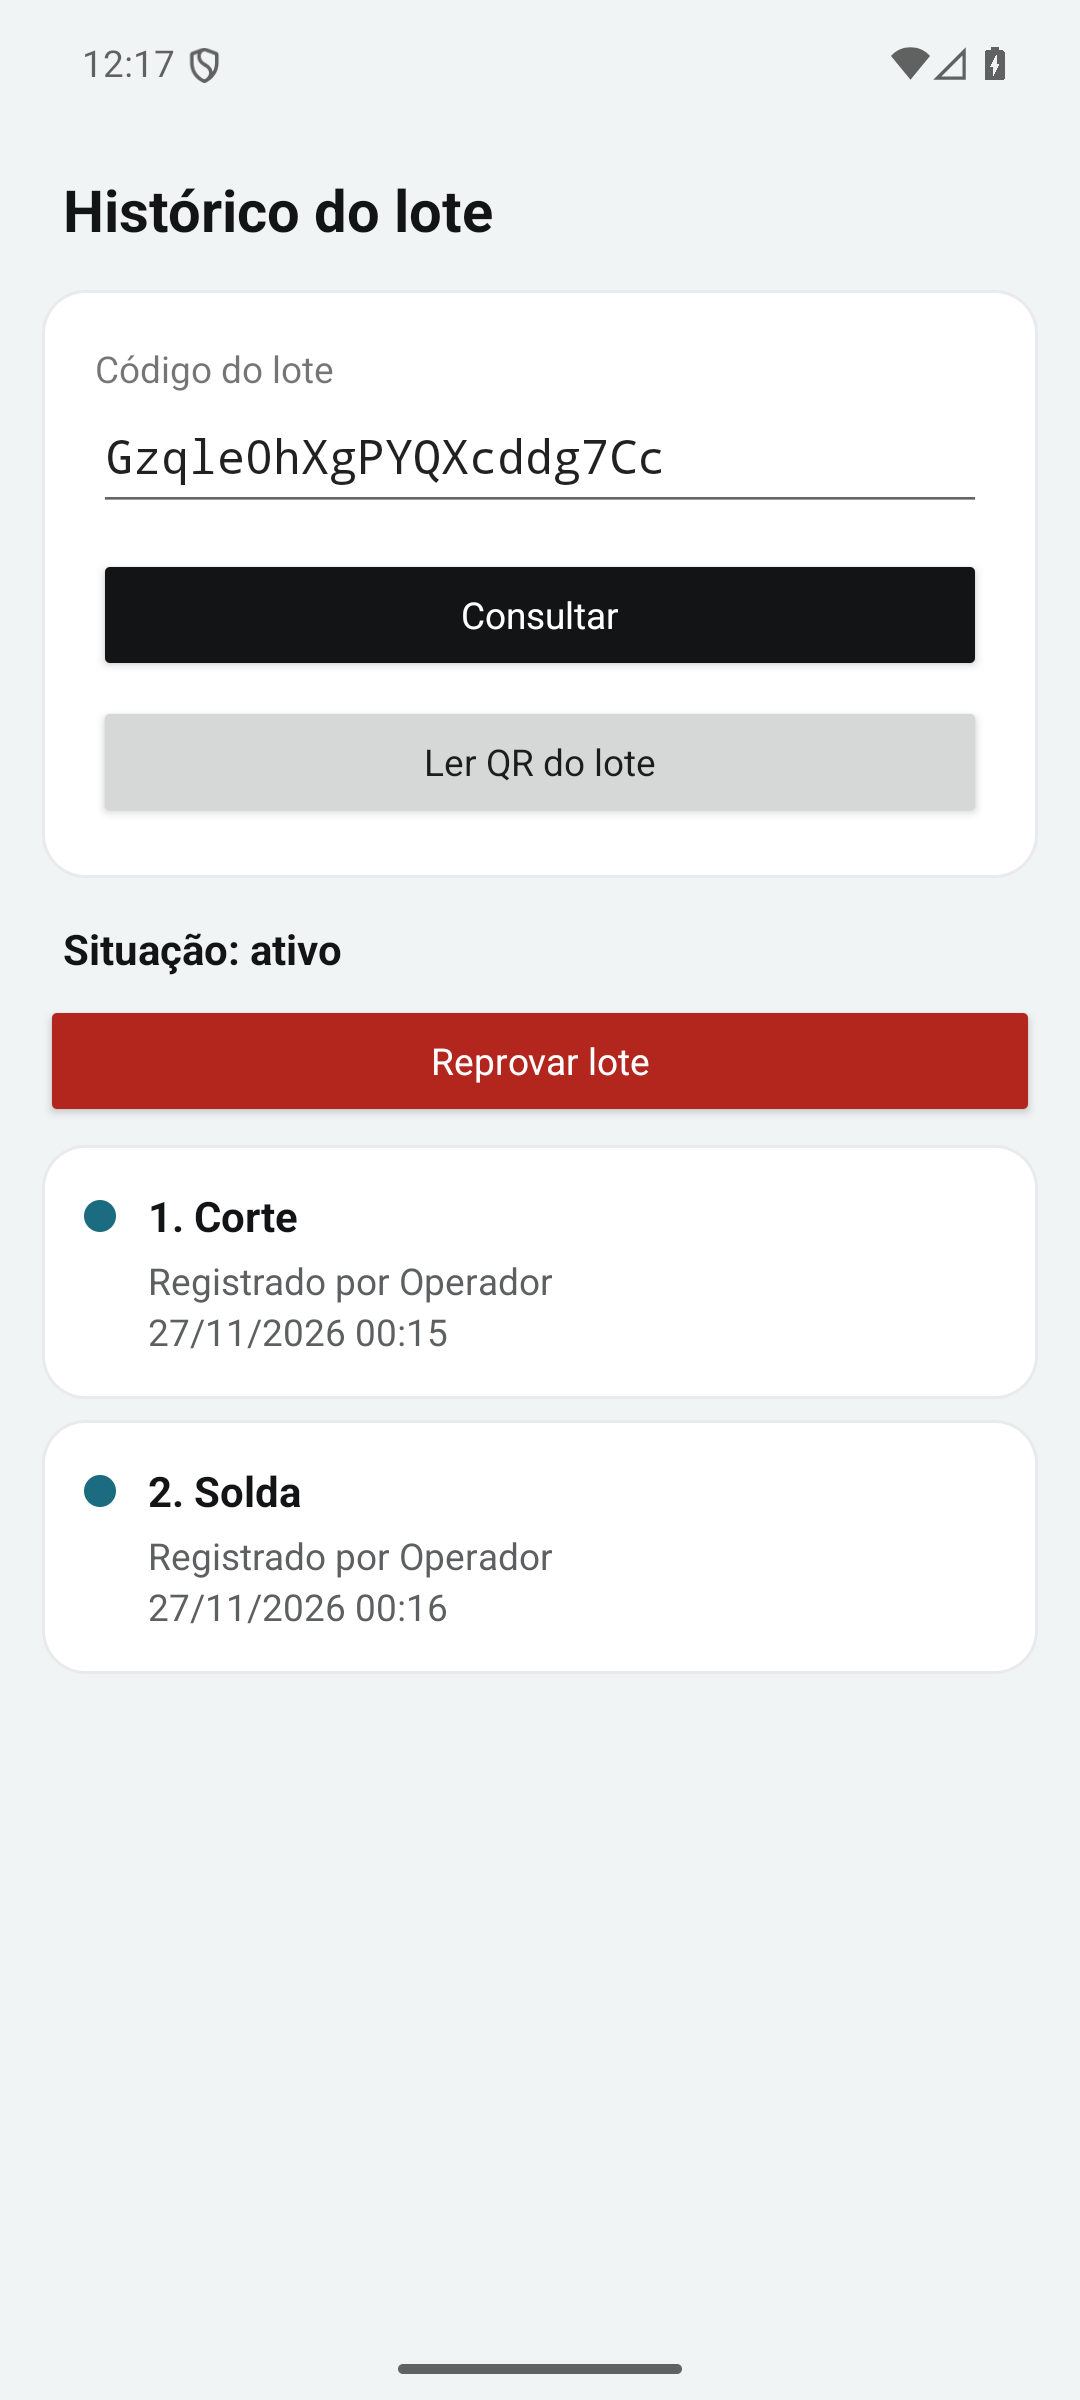 12:17
Histórico do lote
Código do lote
GzqleOhXgPYQXcddg7Cc
Consultar
Ler QR do lote
Situação: ativo
Reprovar lote
1. Corte
Registrado por Operador
27/11/2026 00:15
2. Solda
Registrado por Operador
27/11/2026 00:16